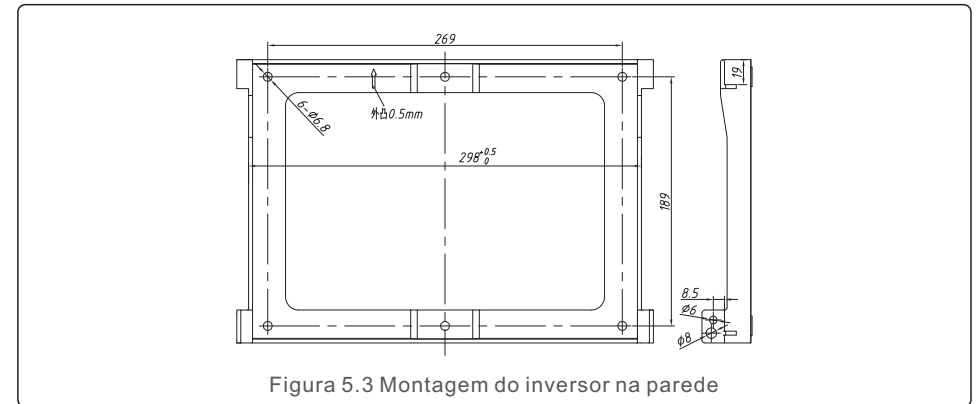 269
19
6-Ø6.8
外凸0.5mm
298 +0.5 0
189
8.5
Ø6
Ø8
Figura 5.3 Montagem do inversor na parede